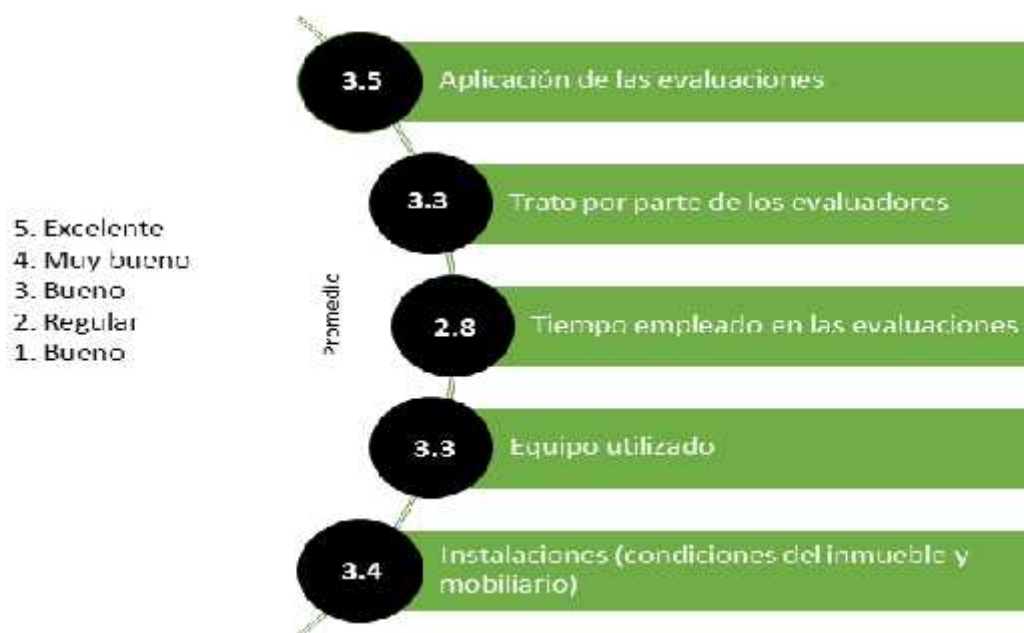 5. Excelente
4. Muy bueno
3. Bueno
2. Regular
1. Bueno
Promedio
3.5 Aplicación de las evaluaciones
3.3 Trato por parte de los evaluadores
2.8 Tiempo empleado en las evaluaciones
3.3 Equipo utilizado
3.4 Instalaciones (condiciones del inmueble y
mobiliario)